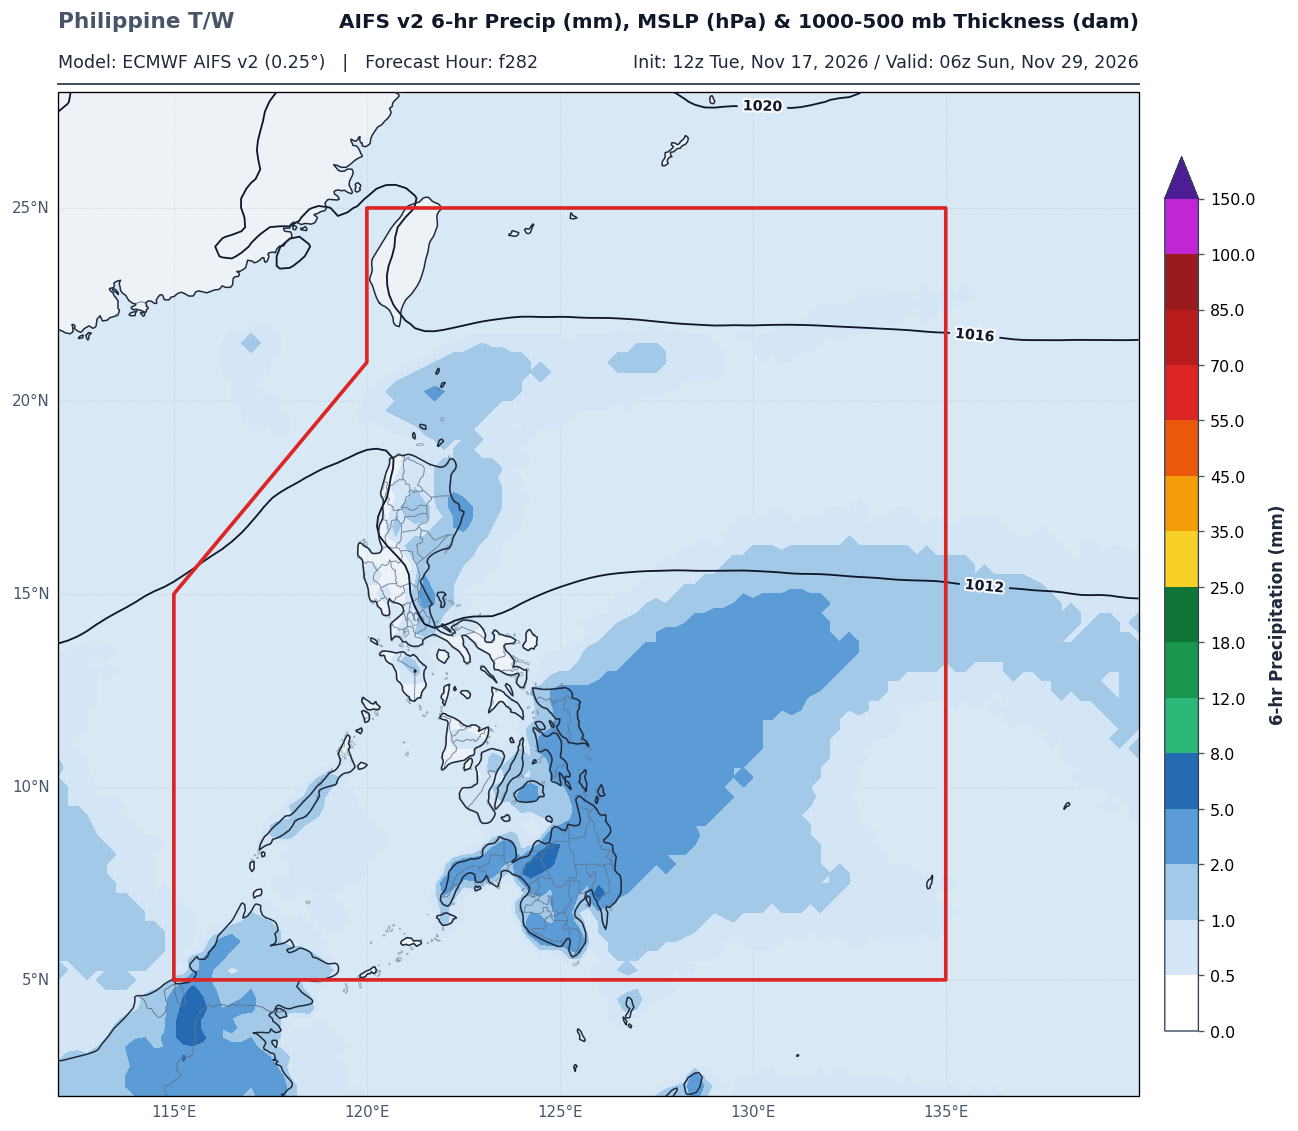 Philippine T/W
AIFS v2 6-hr Precip (mm), MSLP (hPa) & 1000-500 mb Thickness (dam)
Model: ECMWF AIFS v2 (0.25°) | Forecast Hour: f282
Init: 12z Tue, Nov 17, 2026 / Valid: 06z Sun, Nov 29, 2026
1020
1016
1012
25°N
20°N
15°N
10°N
5°N
115°E
120°E
125°E
130°E
135°E
150.0
100.0
85.0
70.0
55.0
45.0
35.0
25.0
18.0
12.0
8.0
5.0
2.0
1.0
0.5
0.0
6-hr Precipitation (mm)